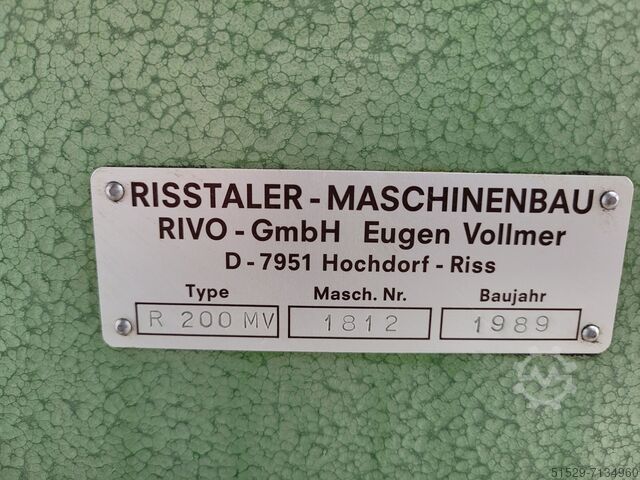 RISSTALER - MASCHINENBAU
RIVO - GmbH Eugen Vollmer
D - 7951 Hochdorf - Riss
Type Masch. Nr. Baujahr
R 200 MV 1812 1989
51529-7134960